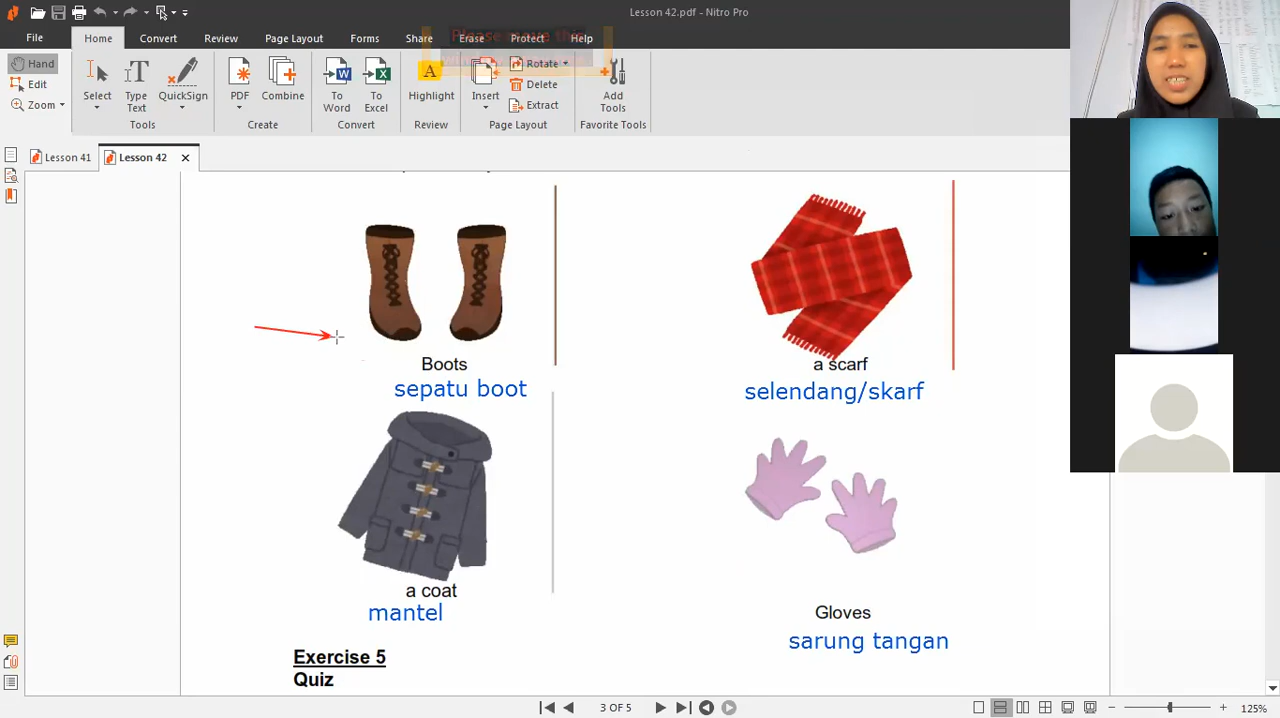 Lesson 42.pdf - Nitro Pro
File Home Convert Review Page Layout Forms Share Erase Protect Help
Please move this
Hand
Edit
Zoom
Select
Type Text
QuickSign
Tools
PDF
Combine
Create
To Word
To Excel
Convert
Highlight
Review
Insert
Rotate
Delete
Extract
Page Layout
Add Tools
Favorite Tools
Lesson 41
Lesson 42
Boots
sepatu boot
a scarf
selendang/skarf
a coat
mantel
Gloves
sarung tangan
Exercise 5
Quiz
3 OF 5
125%